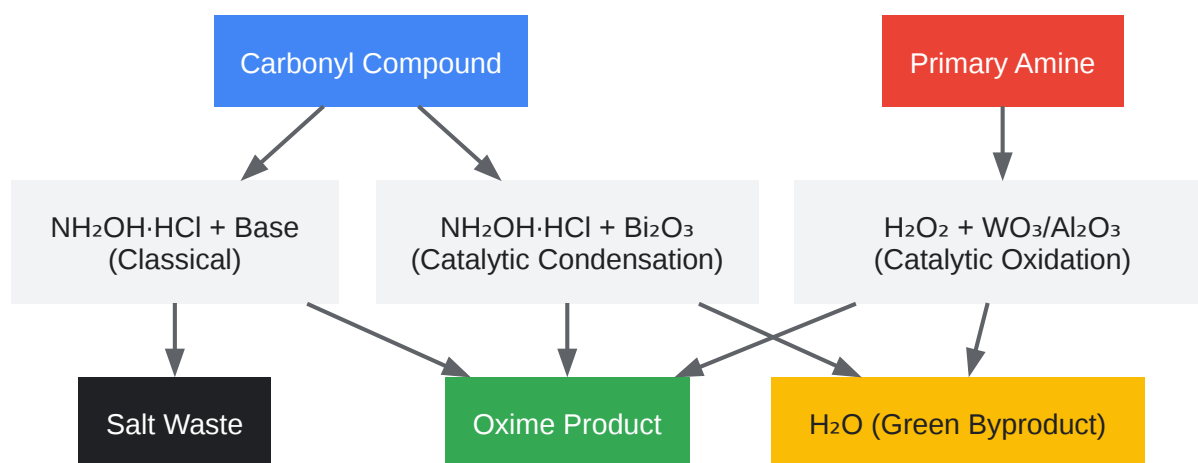 Carbonyl Compound
Primary Amine
NH₂OH·HCl + Base
(Classical)
NH₂OH·HCl + Bi₂O₃
(Catalytic Condensation)
H₂O₂ + WO₃/Al₂O₃
(Catalytic Oxidation)
Salt Waste
Oxime Product
H₂O (Green Byproduct)